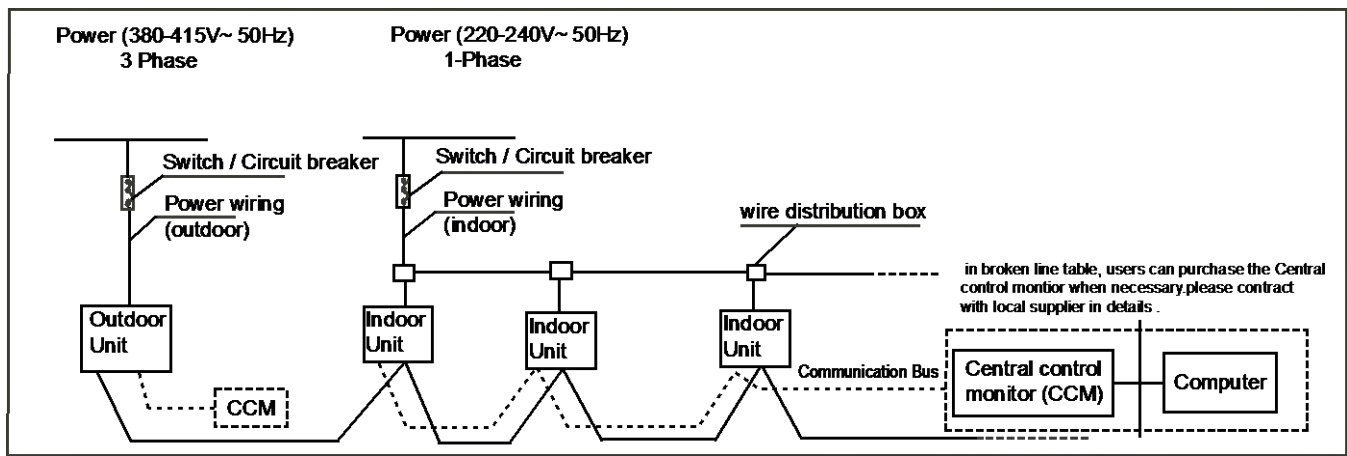 Power (380-415V~ 50Hz)
3 Phase
Power (220-240V~ 50Hz)
1-Phase
Switch / Circuit breaker
Power wiring
(outdoor)
Switch / Circuit breaker
Power wiring
(indoor)
wire distribution box
in broken line table, users can purchase the Central
control montior when necessary.please contract
with local supplier in details .
Outdoor
Unit
Indoor
Unit
Indoor
Unit
Indoor
Unit
CCM
Communication Bus
Central control
monitor (CCM)
Computer